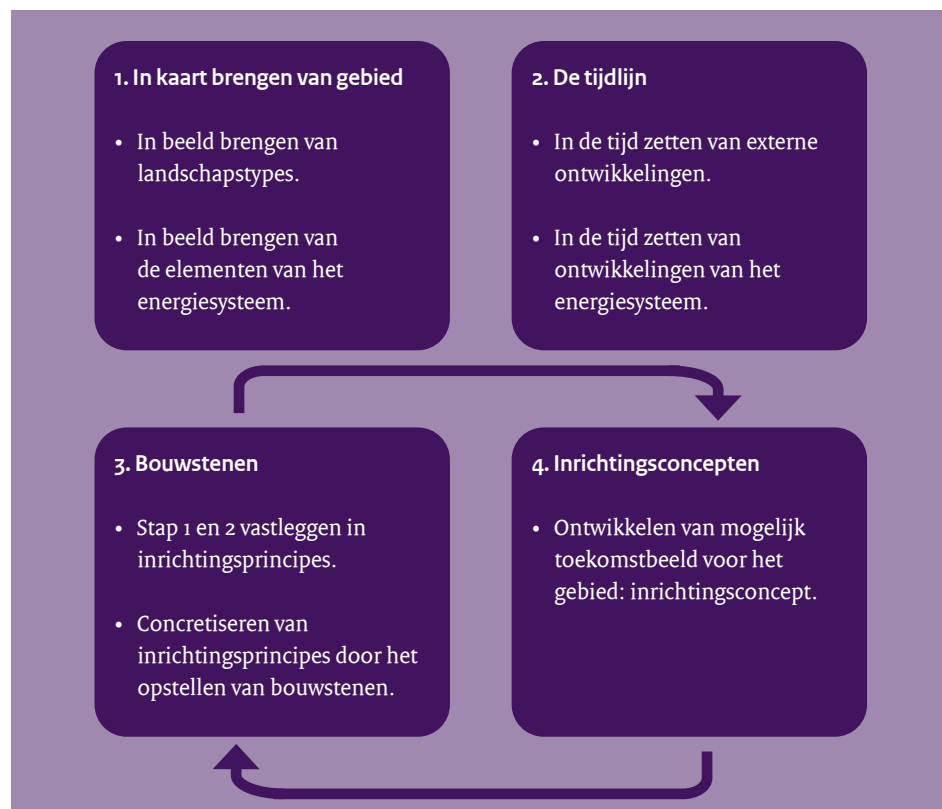 1. In kaart brengen van gebied
• In beeld brengen van
landschapstypes.
• In beeld brengen van
de elementen van het
energiesysteem.
2. De tijdlijn
• In de tijd zetten van externe
ontwikkelingen.
• In de tijd zetten van
ontwikkelingen van het
energiesysteem.
3. Bouwstenen
• Stap 1 en 2 vastleggen in
inrichtingsprincipes.
• Concretiseren van
inrichtingsprincipes door het
opstellen van bouwstenen.
4. Inrichtingsconcepten
• Ontwikkelen van mogelijk
toekomstbeeld voor het
gebied: inrichtingsconcept.